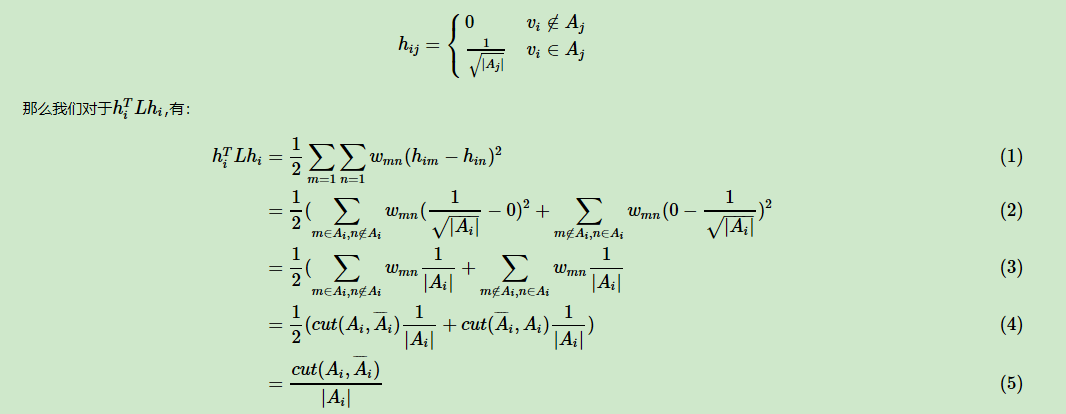 h_{ij} = \begin{cases} 0 & v_i \notin A_j \\ \frac{1}{\sqrt{|A_j|}} & v_i \in A_j \end{cases}
那么我们对于h_i^T L h_i,有:
h_i^T L h_i = \frac{1}{2} \sum_{m=1} \sum_{n=1} w_{mn}(h_{im} - h_{in})^2 (1)
= \frac{1}{2}( \sum_{m \in A_i, n \notin A_i} w_{mn}(\frac{1}{\sqrt{|A_i|}} - 0)^2 + \sum_{m \notin A_i, n \in A_i} w_{mn}(0 - \frac{1}{\sqrt{|A_i|}})^2 (2)
= \frac{1}{2}( \sum_{m \in A_i, n \notin A_i} w_{mn} \frac{1}{|A_i|} + \sum_{m \notin A_i, n \in A_i} w_{mn} \frac{1}{|A_i|} (3)
= \frac{1}{2}(cut(A_i, \overline{A}_i) \frac{1}{|A_i|} + cut(\overline{A}_i, A_i) \frac{1}{|A_i|}) (4)
= \frac{cut(A_i, \overline{A}_i)}{|A_i|} (5)